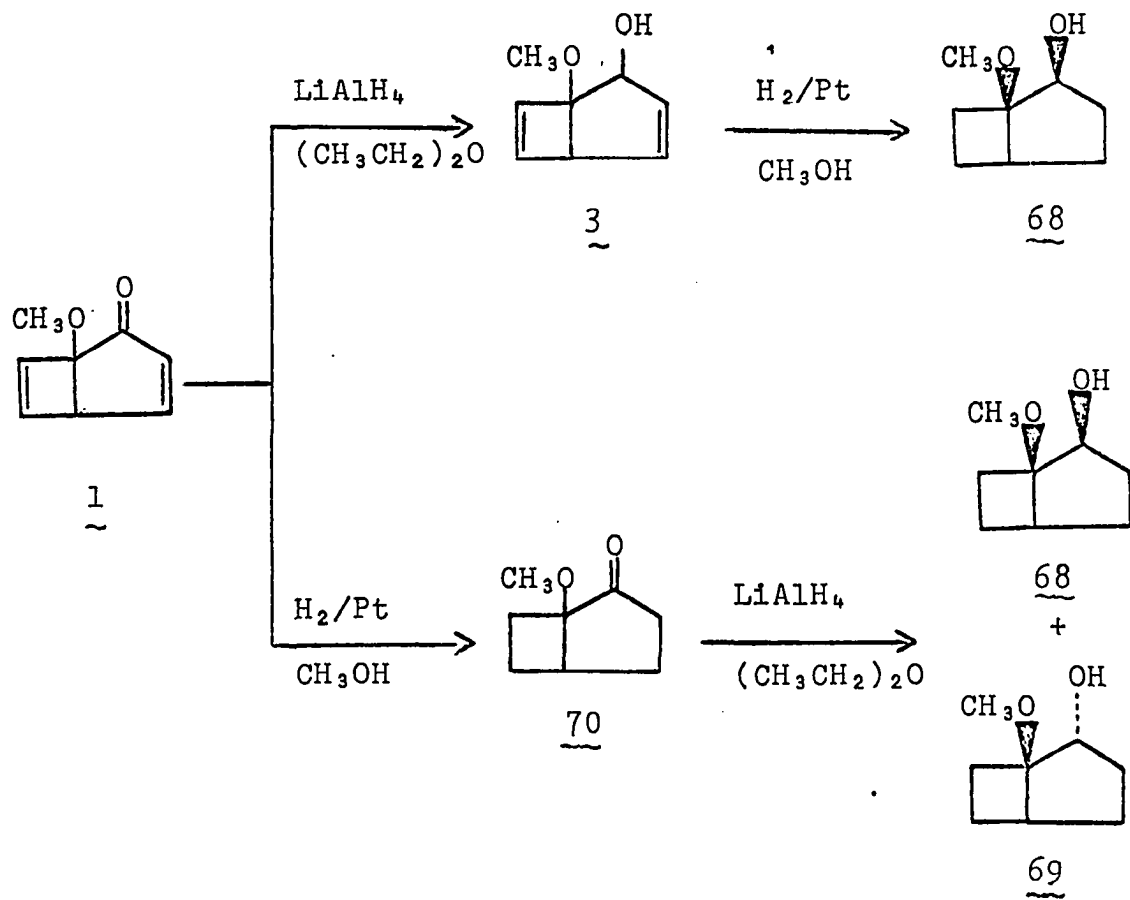 OH
CH₃O
LiAlH₄
(CH₃CH₂)₂O
3
H₂/Pt
CH₃OH
OH
CH₃O
68
O
CH₃O
1
H₂/Pt
CH₃OH
O
CH₃O
70
LiAlH₄
(CH₃CH₂)₂O
OH
CH₃O
68
+
OH
CH₃O
69